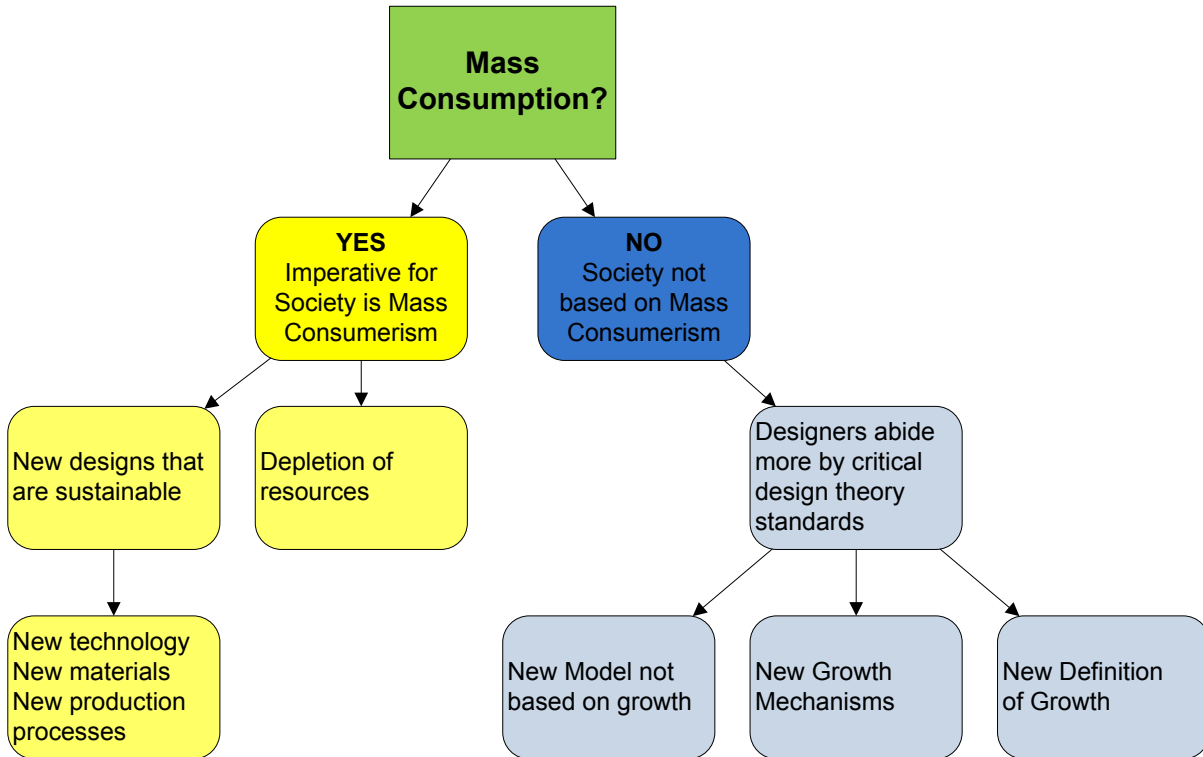 Mass
Consumption?
YES
Imperative for
Society is Mass
Consumerism
NO
Society not
based on Mass
Consumerism
New designs that
are sustainable
Depletion of
resources
Designers abide
more by critical
design theory
standards
New technology
New materials
New production
processes
New Model not
based on growth
New Growth
Mechanisms
New Definition
of Growth